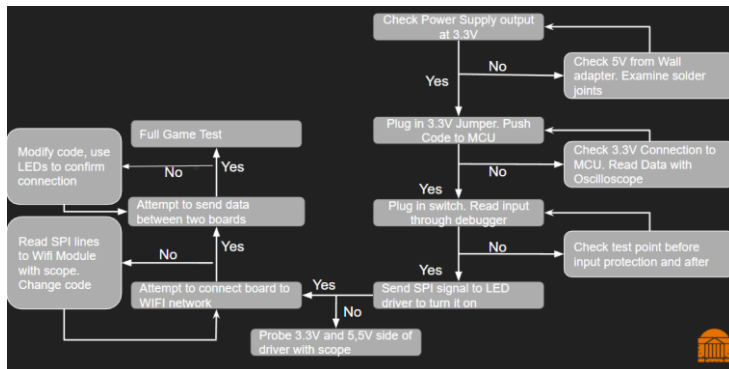 Check Power Supply output
at 3.3V
No
Check 5V from Wall
adapter. Examine solder
joints
Yes
Plug in 3.3V Jumper. Push
Code to MCU
No
Check 3.3V Connection to
MCU. Read Data with
Oscilloscope
Yes
Plug in switch. Read input
through debugger
No
Check test point before
input protection and after
Yes
Send SPI signal to LED
driver to turn it on
Yes
No
Probe 3.3V and 5,5V side of
driver with scope
Attempt to connect board to
WIFI network
No
Read SPI lines
to Wifi Module
with scope.
Change code
Yes
Attempt to send data
between two boards
No
Modify code, use
LEDs to confirm
connection
Yes
Full Game Test